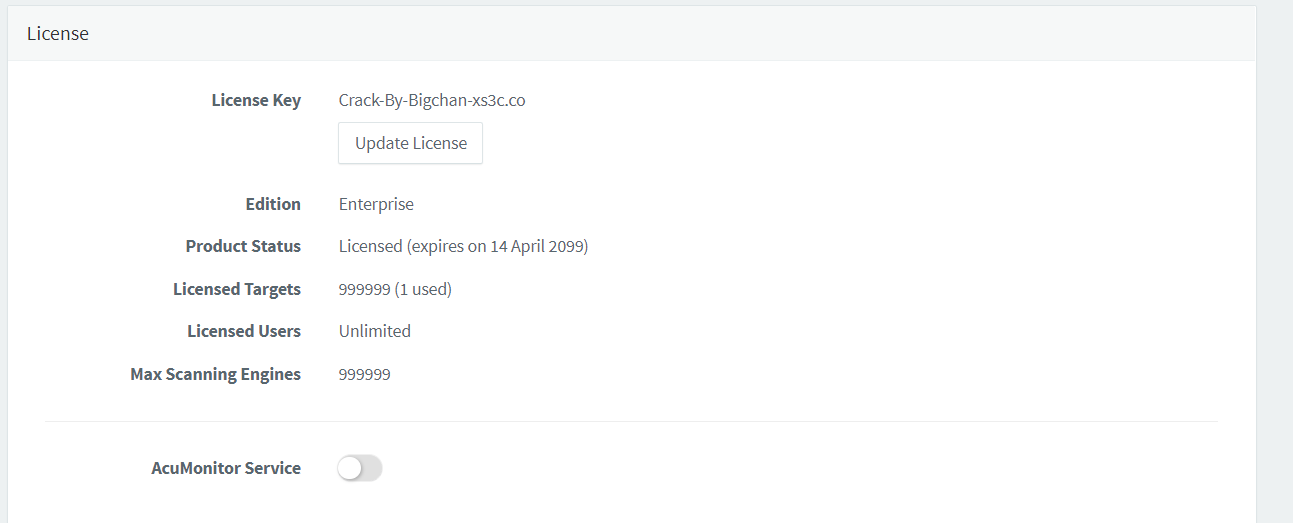 License
License Key Crack-By-Bigchan-xs3c.co
Update License
Edition Enterprise
Product Status Licensed (expires on 14 April 2099)
Licensed Targets 999999 (1 used)
Licensed Users Unlimited
Max Scanning Engines 999999
AcuMonitor Service